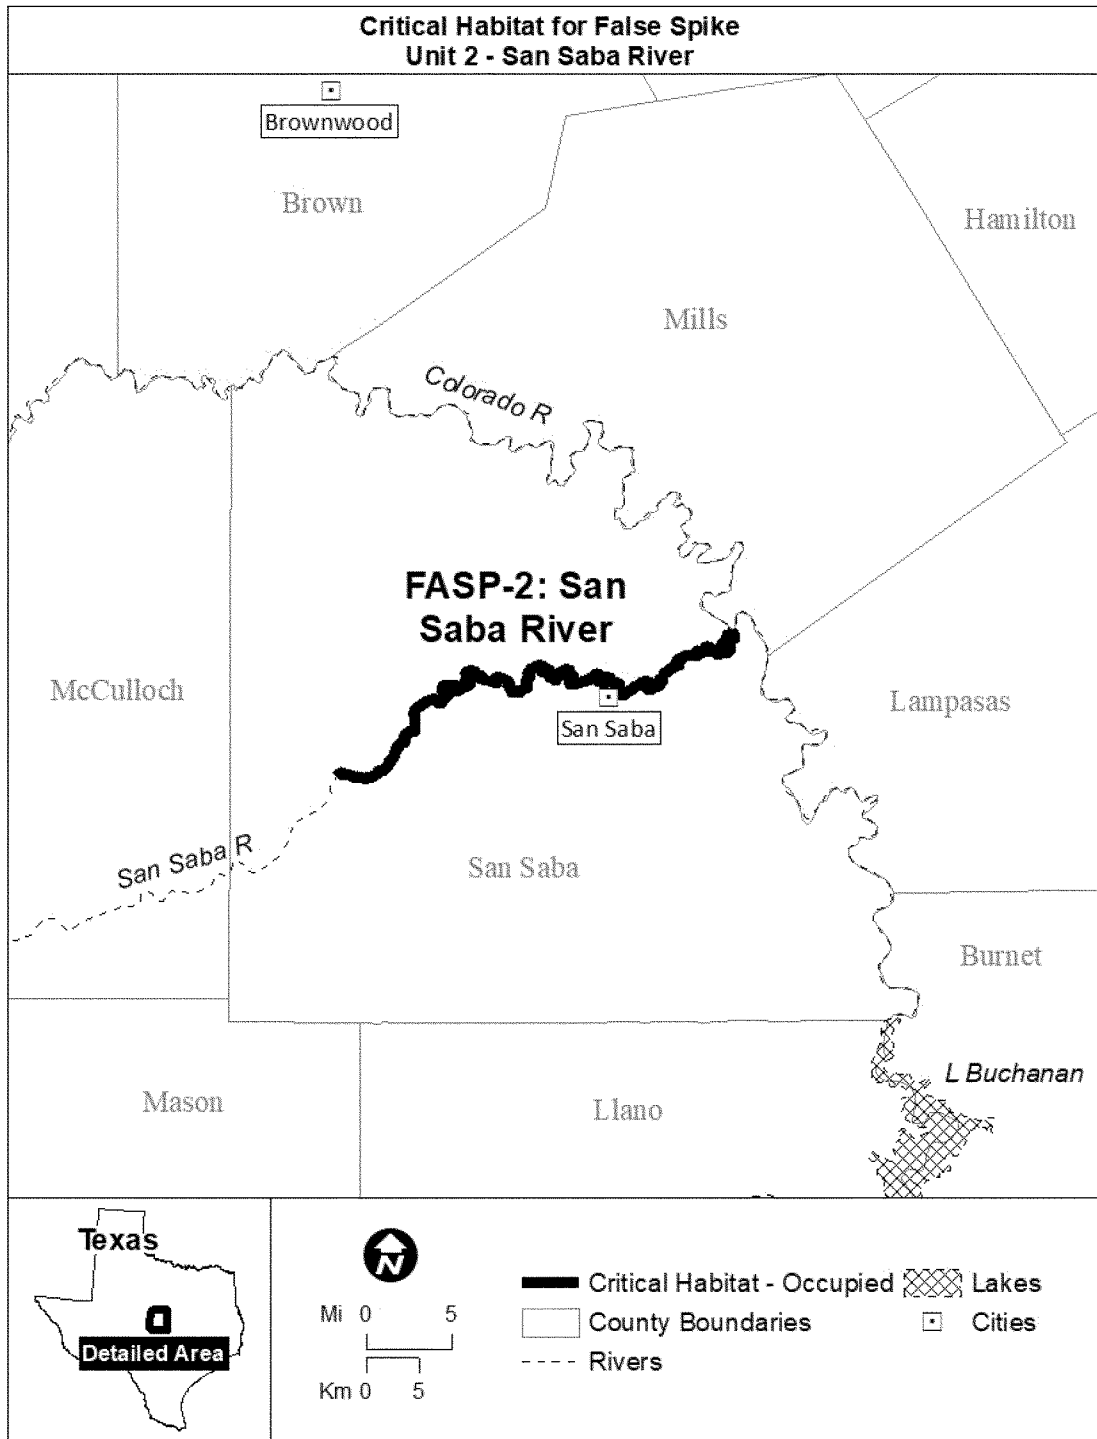 Critical Habitat for False Spike
Unit 2 - San Saba River
Brownwood
Brown
Hamilton
Mills
Colorado R
FASP-2: San
Saba River
McCulloch
San Saba
Lampasas
San Saba R
San Saba
Burnet
L Buchanan
Mason
Llano
Texas
Detailed Area
N
Mi 0 5
Km 0 5
Critical Habitat - Occupied
County Boundaries
Rivers
Lakes
Cities